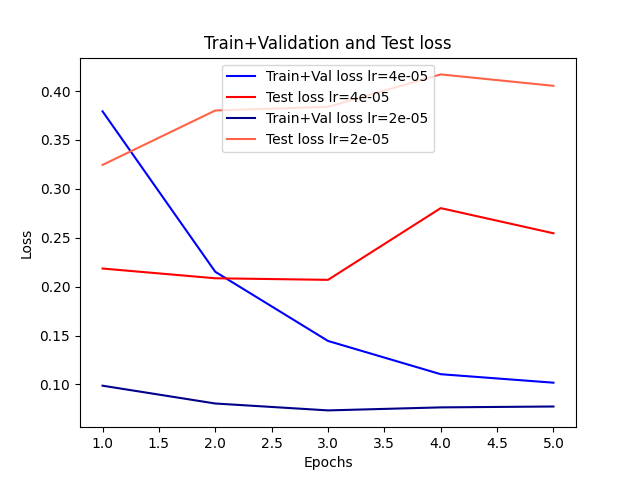 Train+Validation and Test loss
Train+Val loss lr=4e-05
Test loss lr=4e-05
Train+Val loss lr=2e-05
Test loss lr=2e-05
0.40
0.35
0.30
0.25
0.20
0.15
0.10
Loss
1.0 1.5 2.0 2.5 3.0 3.5 4.0 4.5 5.0
Epochs